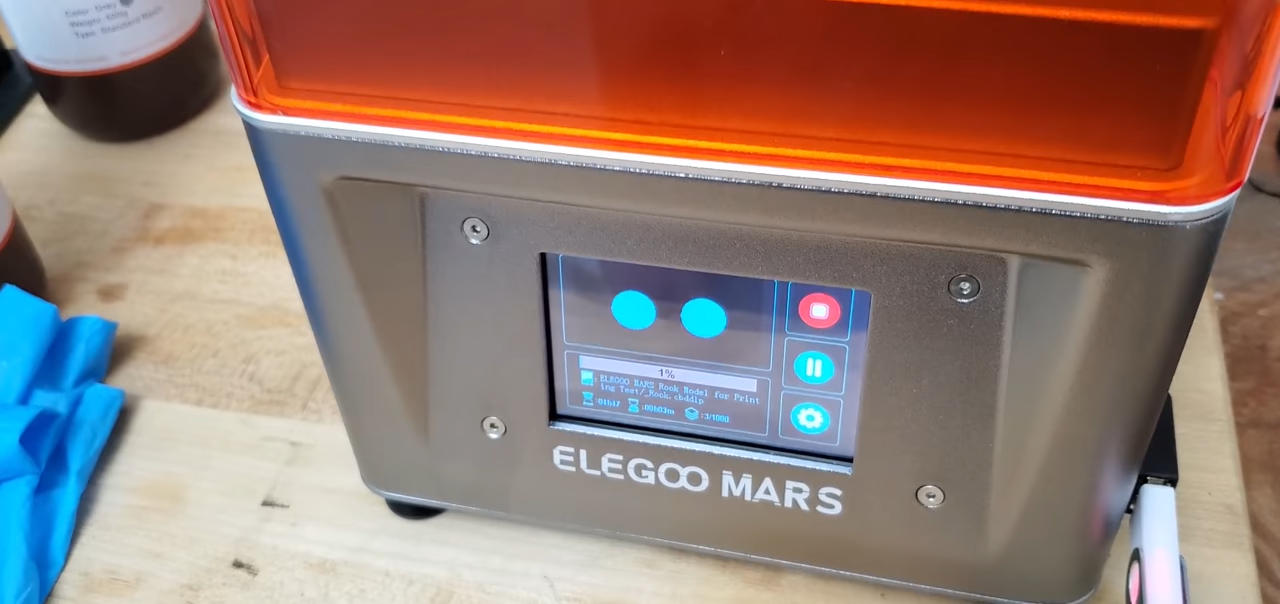 Color: Grey
Weight: 500g
Type: Standard Resin
1%
:ELEGOO MARS Rook Model for Print
ing Test/_Rook.cbddlp
:01h17 :00h03m :3/1000
ELEGOO MARS